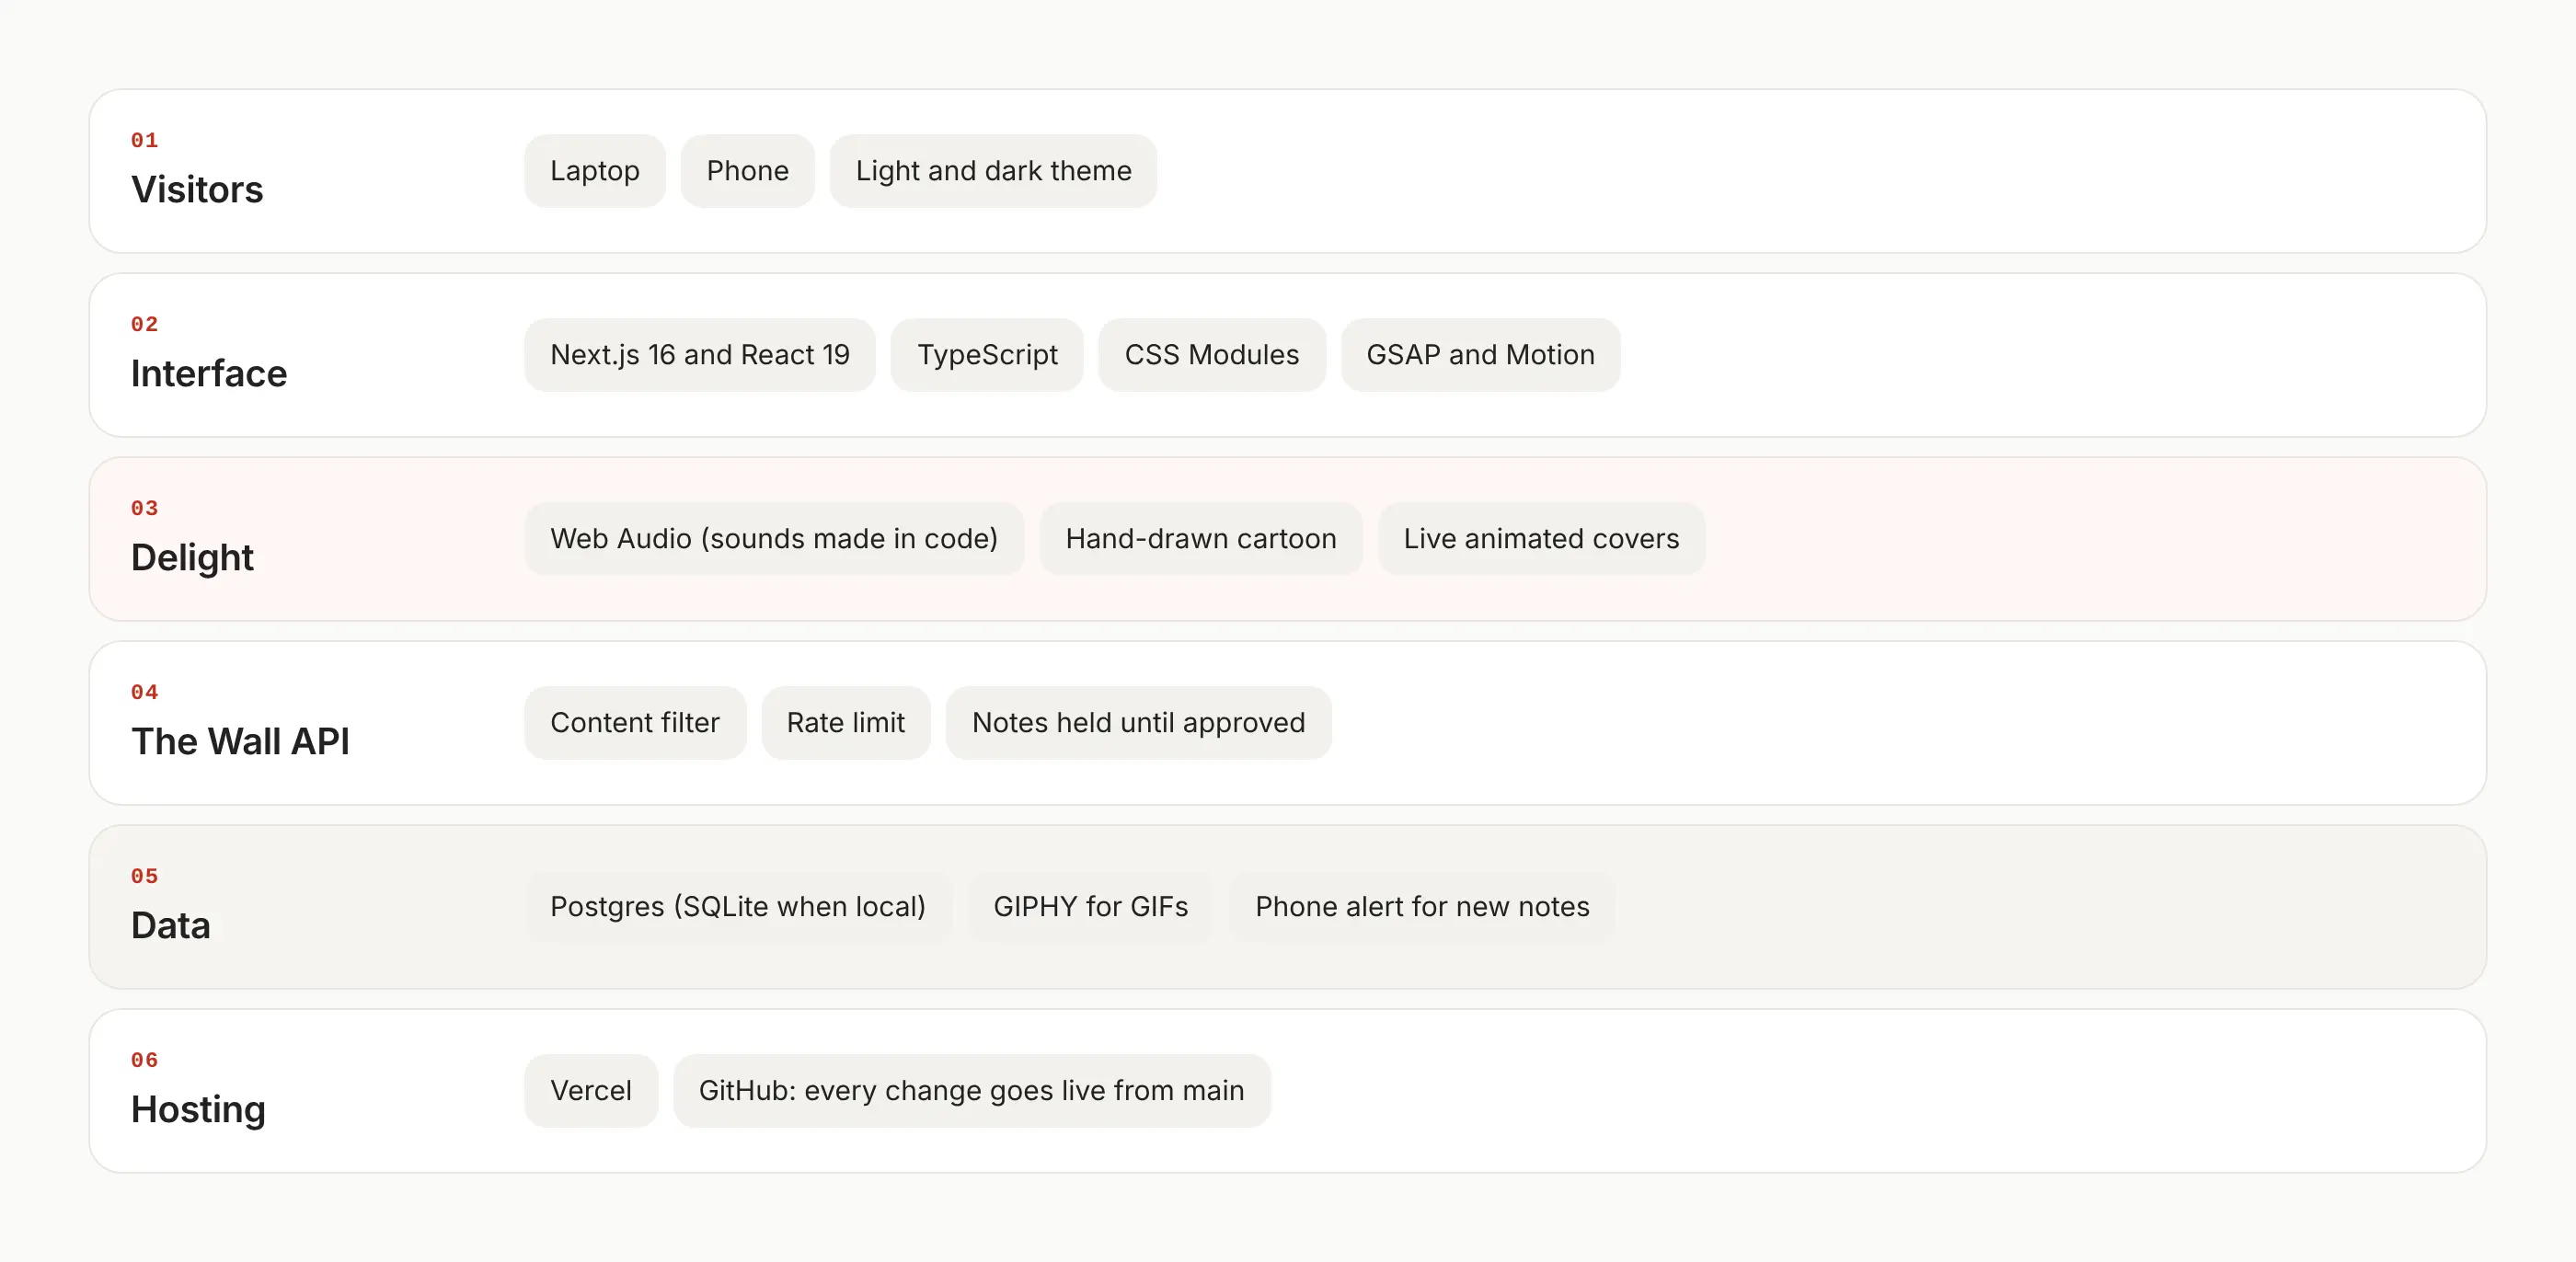 01
Visitors
Laptop
Phone
Light and dark theme
02
Interface
Next.js 16 and React 19
TypeScript
CSS Modules
GSAP and Motion
03
Delight
Web Audio (sounds made in code)
Hand-drawn cartoon
Live animated covers
04
The Wall API
Content filter
Rate limit
Notes held until approved
05
Data
Postgres (SQLite when local)
GIPHY for GIFs
Phone alert for new notes
06
Hosting
Vercel
GitHub: every change goes live from main